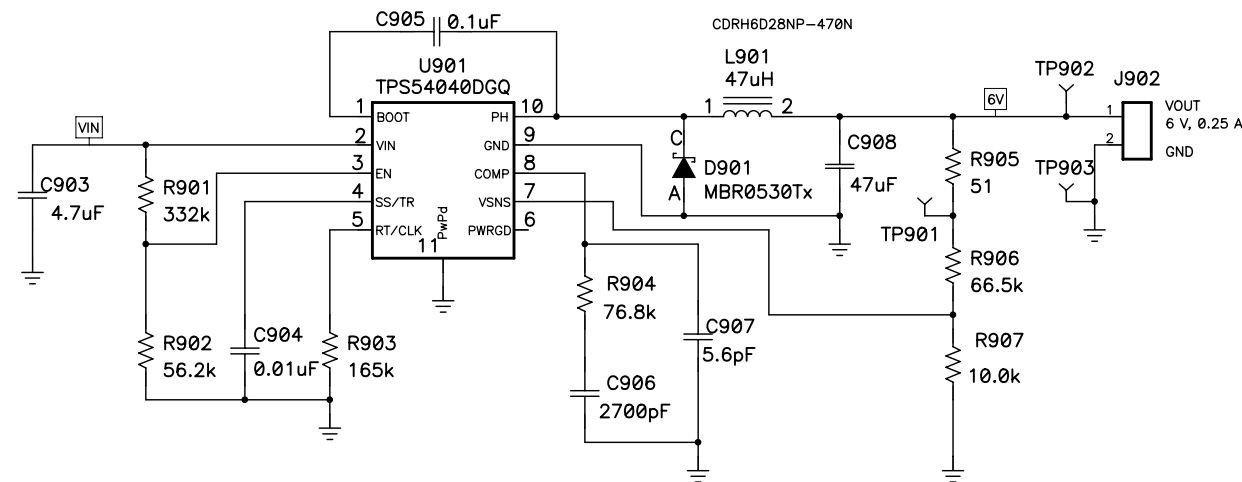 C905
0.1uF
CDRH6D28NP-470N
U901
TPS54040DGQ
L901
47uH
TP902
J902
1
BOOT
PH
10
1
2
6V
1
VOUT
6 V, 0.25 A
VIN
2
VIN
GND
9
C
2
GND
3
EN
COMP
8
D901
MBR0530Tx
C908
47uF
R905
51
TP903
C903
4.7uF
R901
332k
4
SS/TR
VSNS
7
A
5
RT/CLK
PWRGD
6
TP901
11
PwPd
R906
66.5k
R904
76.8k
R902
56.2k
C904
0.01uF
R903
165k
C907
5.6pF
R907
10.0k
C906
2700pF